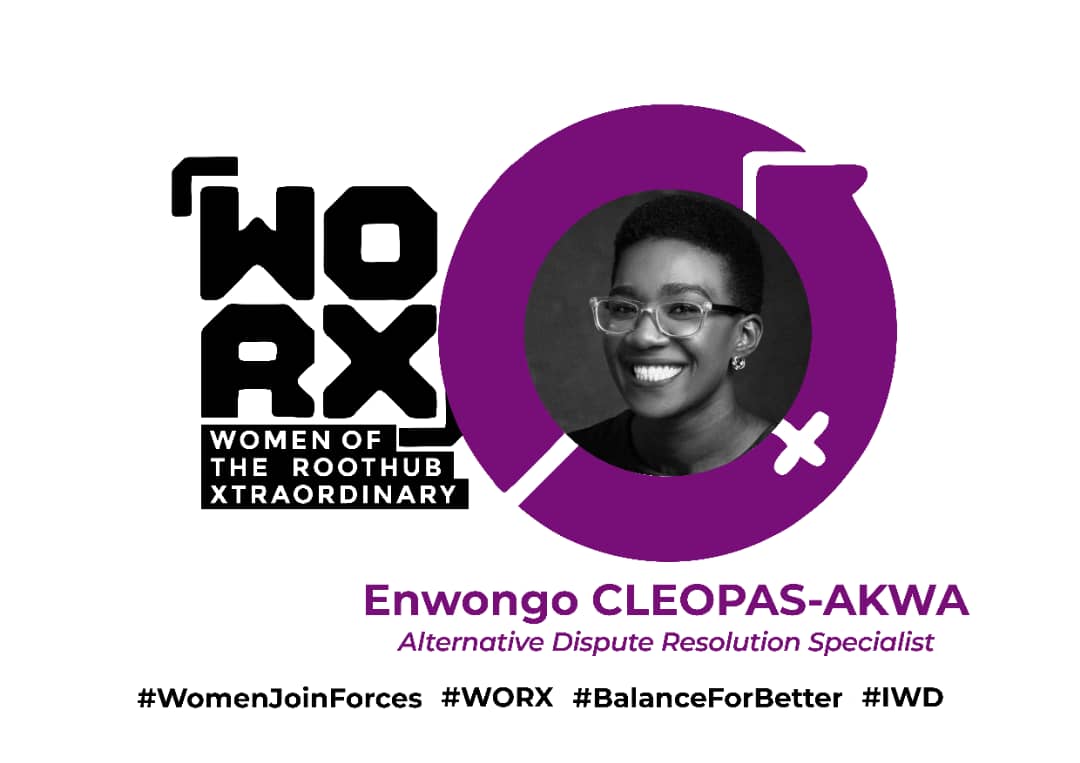 WO
RX
WOMEN OF
THE ROOTHUB
XTRAORDINARY
Enwongo CLEOPAS-AKWA
Alternative Dispute Resolution Specialist
#WomenJoinForces #WORX #BalanceForBetter #IWD